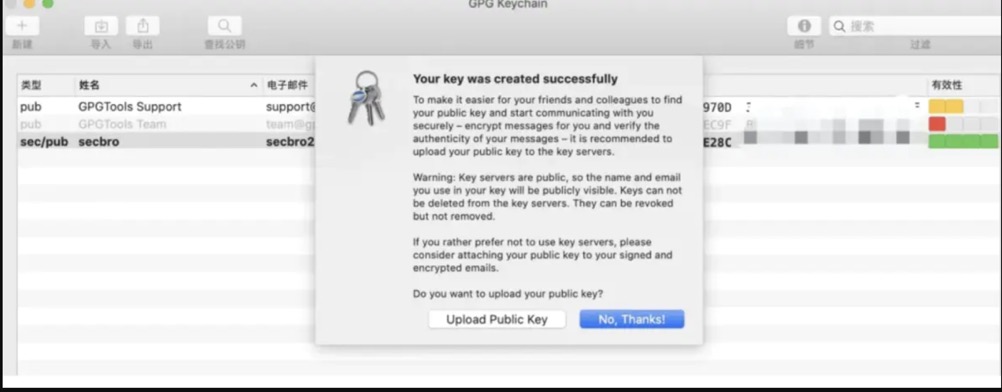 GPG Keychain
新建 导入 导出 查找公钥 细节 搜索 过滤
类型 姓名 电子邮件 有效性
pub GPGTools Support support@ 970D
pub GPGTools Team team@gp EC9F
sec/pub secbro secbro2 E28C
Your key was created successfully
To make it easier for your friends and colleagues to find
your public key and start communicating with you
securely – encrypt messages for you and verify the
authenticity of your messages – it is recommended to
upload your public key to the key servers.
Warning: Key servers are public, so the name and email
you use in your key will be publicly visible. Keys can not
be deleted from the key servers. They can be revoked
but not removed.
If you rather prefer not to use key servers, please
consider attaching your public key to your signed and
encrypted emails.
Do you want to upload your public key?
Upload Public Key No, Thanks!